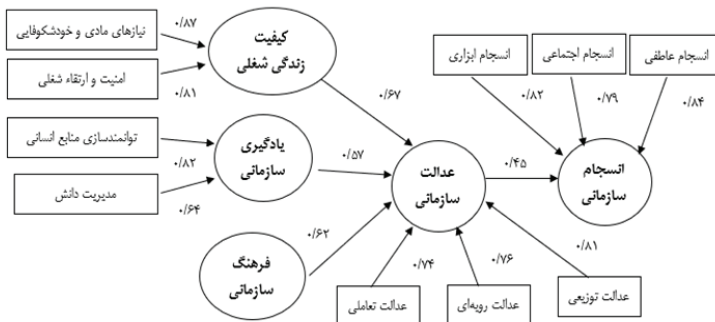 نیازهای مادی و خودشکوفایی
۰/۸۷
کیفیت
زندگی شغلی
امنیت و ارتقاء شغلی
۰/۸۱
انسجام ابزاری
انسجام اجتماعی
انسجام عاطفی
۰/۶۷
۰/۸۲
۰/۷۹
۰/۸۴
توانمندسازی منابع انسانی
۰/۸۲
یادگیری
سازمانی
۰/۵۷
مدیریت دانش
۰/۶۴
عدالت
سازمانی
۰/۴۵
انسجام
سازمانی
فرهنگ
سازمانی
۰/۶۲
۰/۷۴
۰/۷۶
۰/۸۱
عدالت تعاملی
عدالت رویه‌ای
عدالت توزیعی